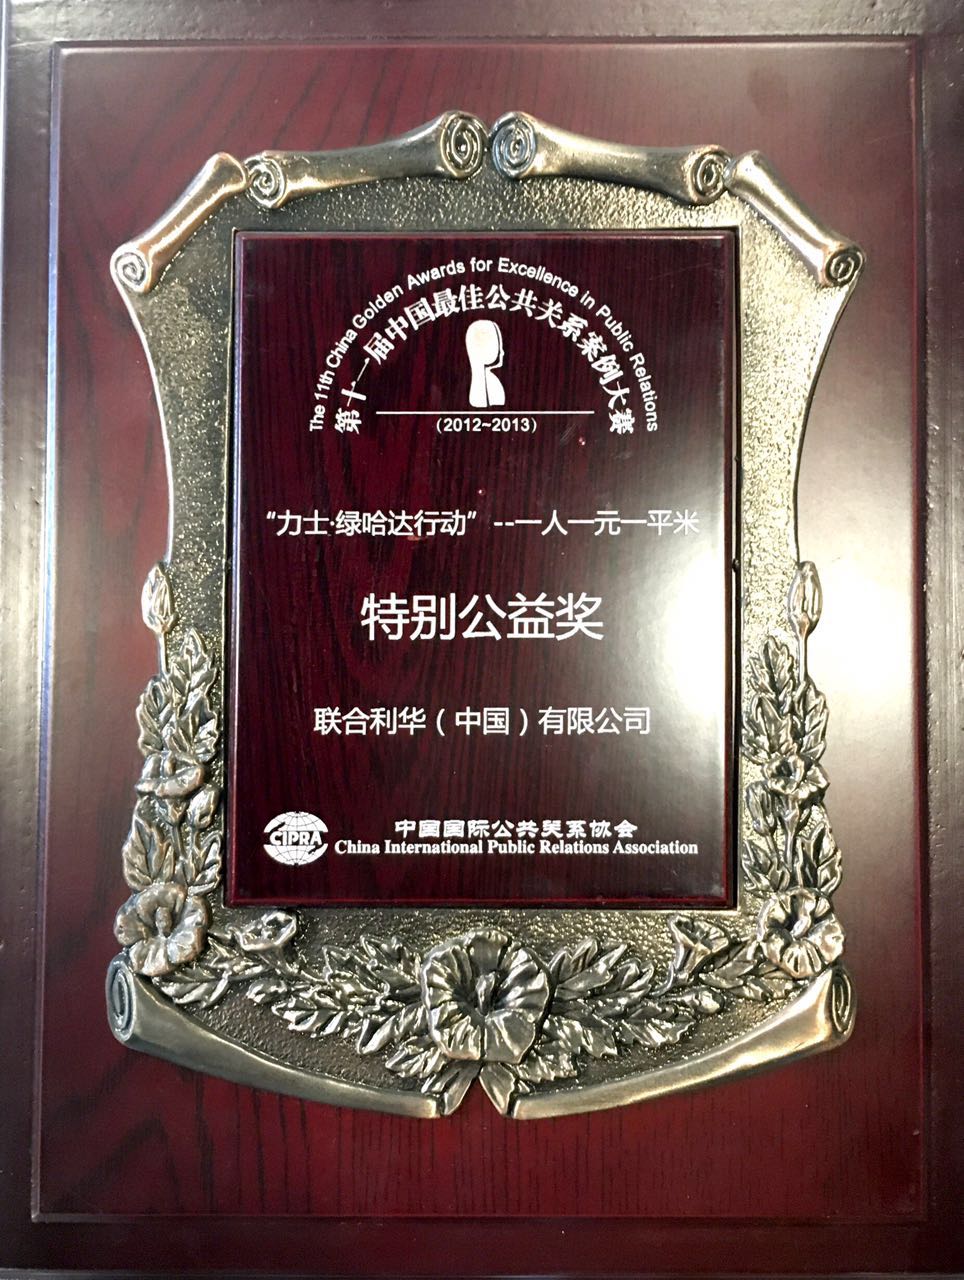 The 11th China Golden Awards for Excellence in Public Relations
第十一届中国最佳公共关系案例大赛
(2012~2013)
“力士·绿哈达行动”--一人一元一平米
特别公益奖
联合利华（中国）有限公司
CIPRA
中国国际公共关系协会
China International Public Relations Association